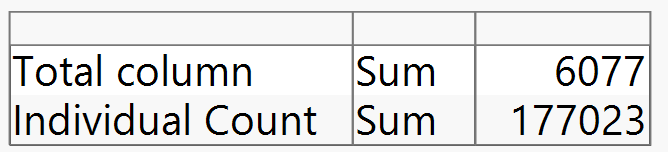 Total column Sum 6077
Individual Count Sum 177023